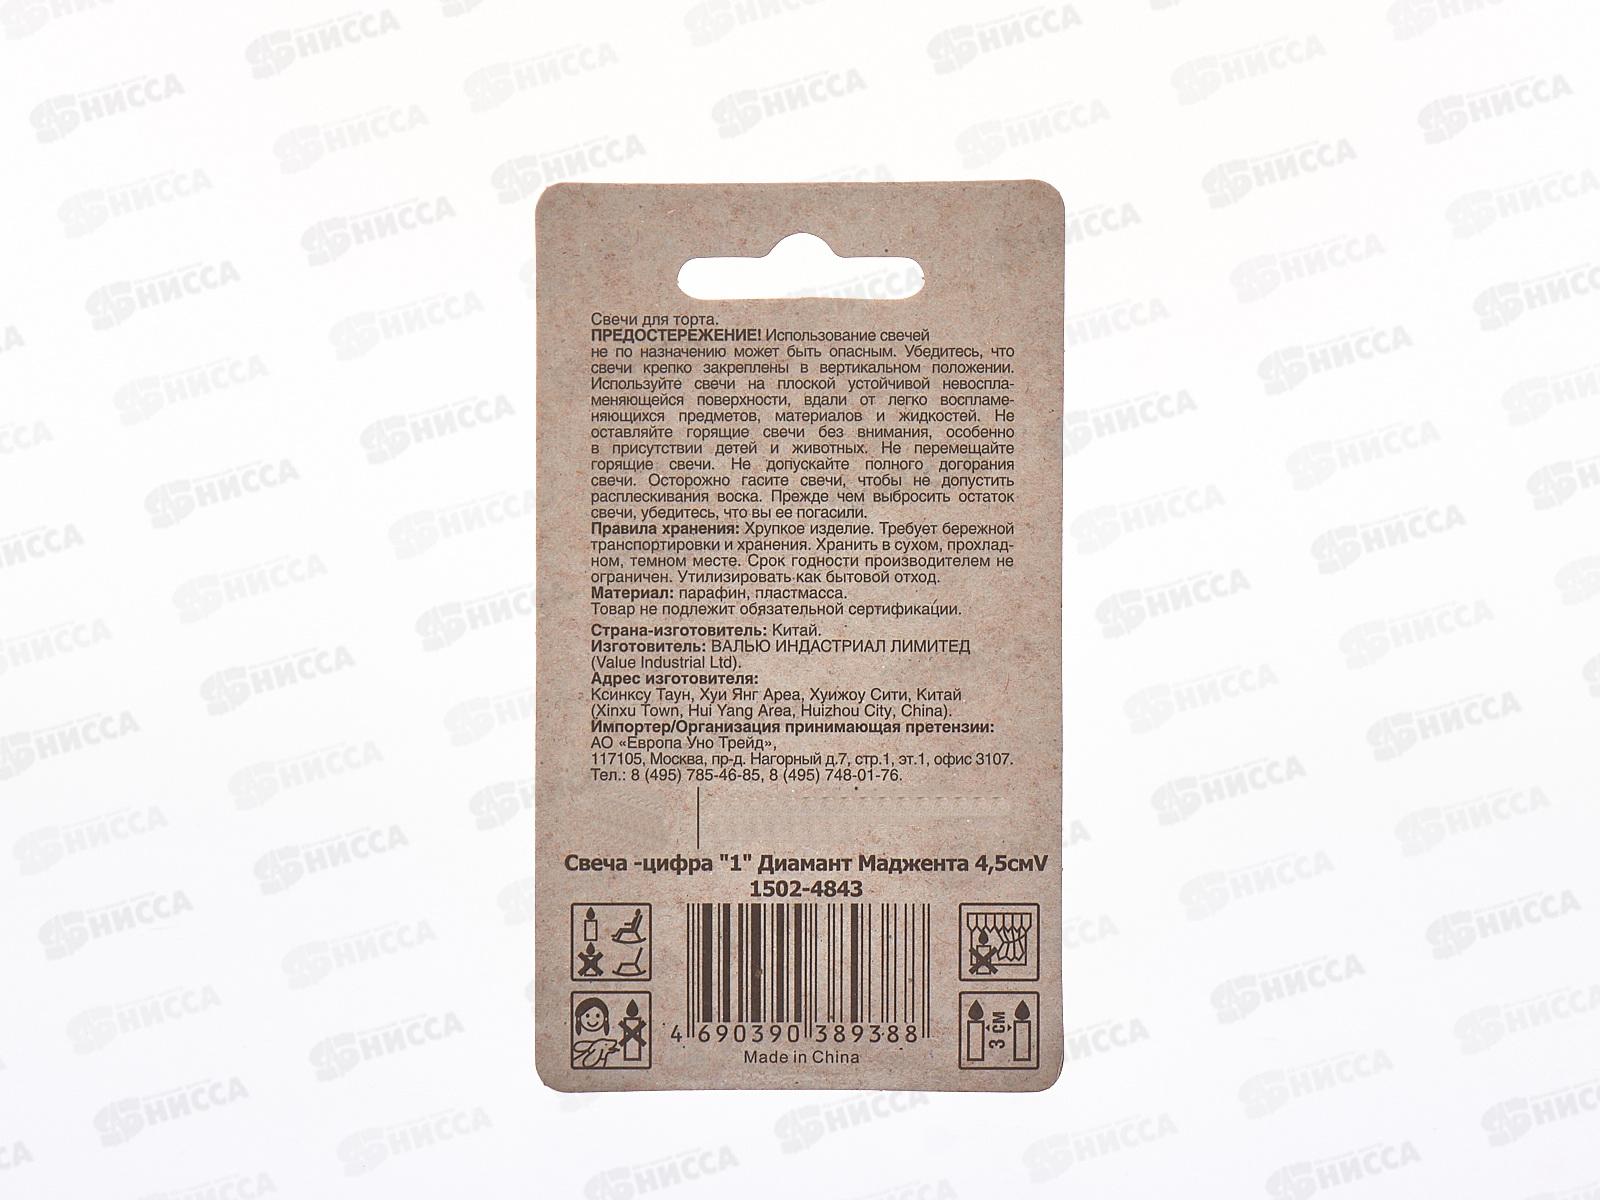 Свечи для торта.
ПРЕДОСТЕРЕЖЕНИЕ! Использование свечей
не по назначению может быть опасным. Убедитесь, что
свечи крепко закреплены в вертикальном положении.
Используйте свечи на плоской устойчивой невоспла-
меняющейся поверхности, вдали от легко воспламе-
няющихся предметов, материалов и жидкостей. Не
оставляйте горящие свечи без внимания, особенно
в присутствии детей и животных. Не перемещайте
горящие свечи. Не допускайте полного догорания
свечи. Осторожно гасите свечи, чтобы не допустить
расплескивания воска. Прежде чем выбросить остаток
свечи, убедитесь, что вы ее погасили.
Правила хранения: Хрупкое изделие. Требует бережной
транспортировки и хранения. Хранить в сухом, прохлад-
ном, темном месте. Срок годности производителем не
ограничен. Утилизировать как бытовой отход.
Материал: парафин, пластмасса.
Товар не подлежит обязательной сертификации.
Страна-изготовитель: Китай.
Изготовитель: ВАЛЬЮ ИНДАСТРИАЛ ЛИМИТЕД
(Value Industrial Ltd).
Адрес изготовителя:
Ксинксу Таун, Хуи Янг Ареа, Хуижоу Сити, Китай
(Xinxu Town, Hui Yang Area, Huizhou City, China).
Импортер/Организация принимающая претензии:
АО «Европа Уно Трейд»,
117105, Москва, пр-д. Нагорный д.7, стр.1, эт.1, офис 3107.
Тел.: 8 (495) 785-46-85, 8 (495) 748-01-76.
Свеча -цифра "1" Диамант Маджента 4,5смV
1502-4843
3 СМ
4 690390 389388
Made in China
НИССА